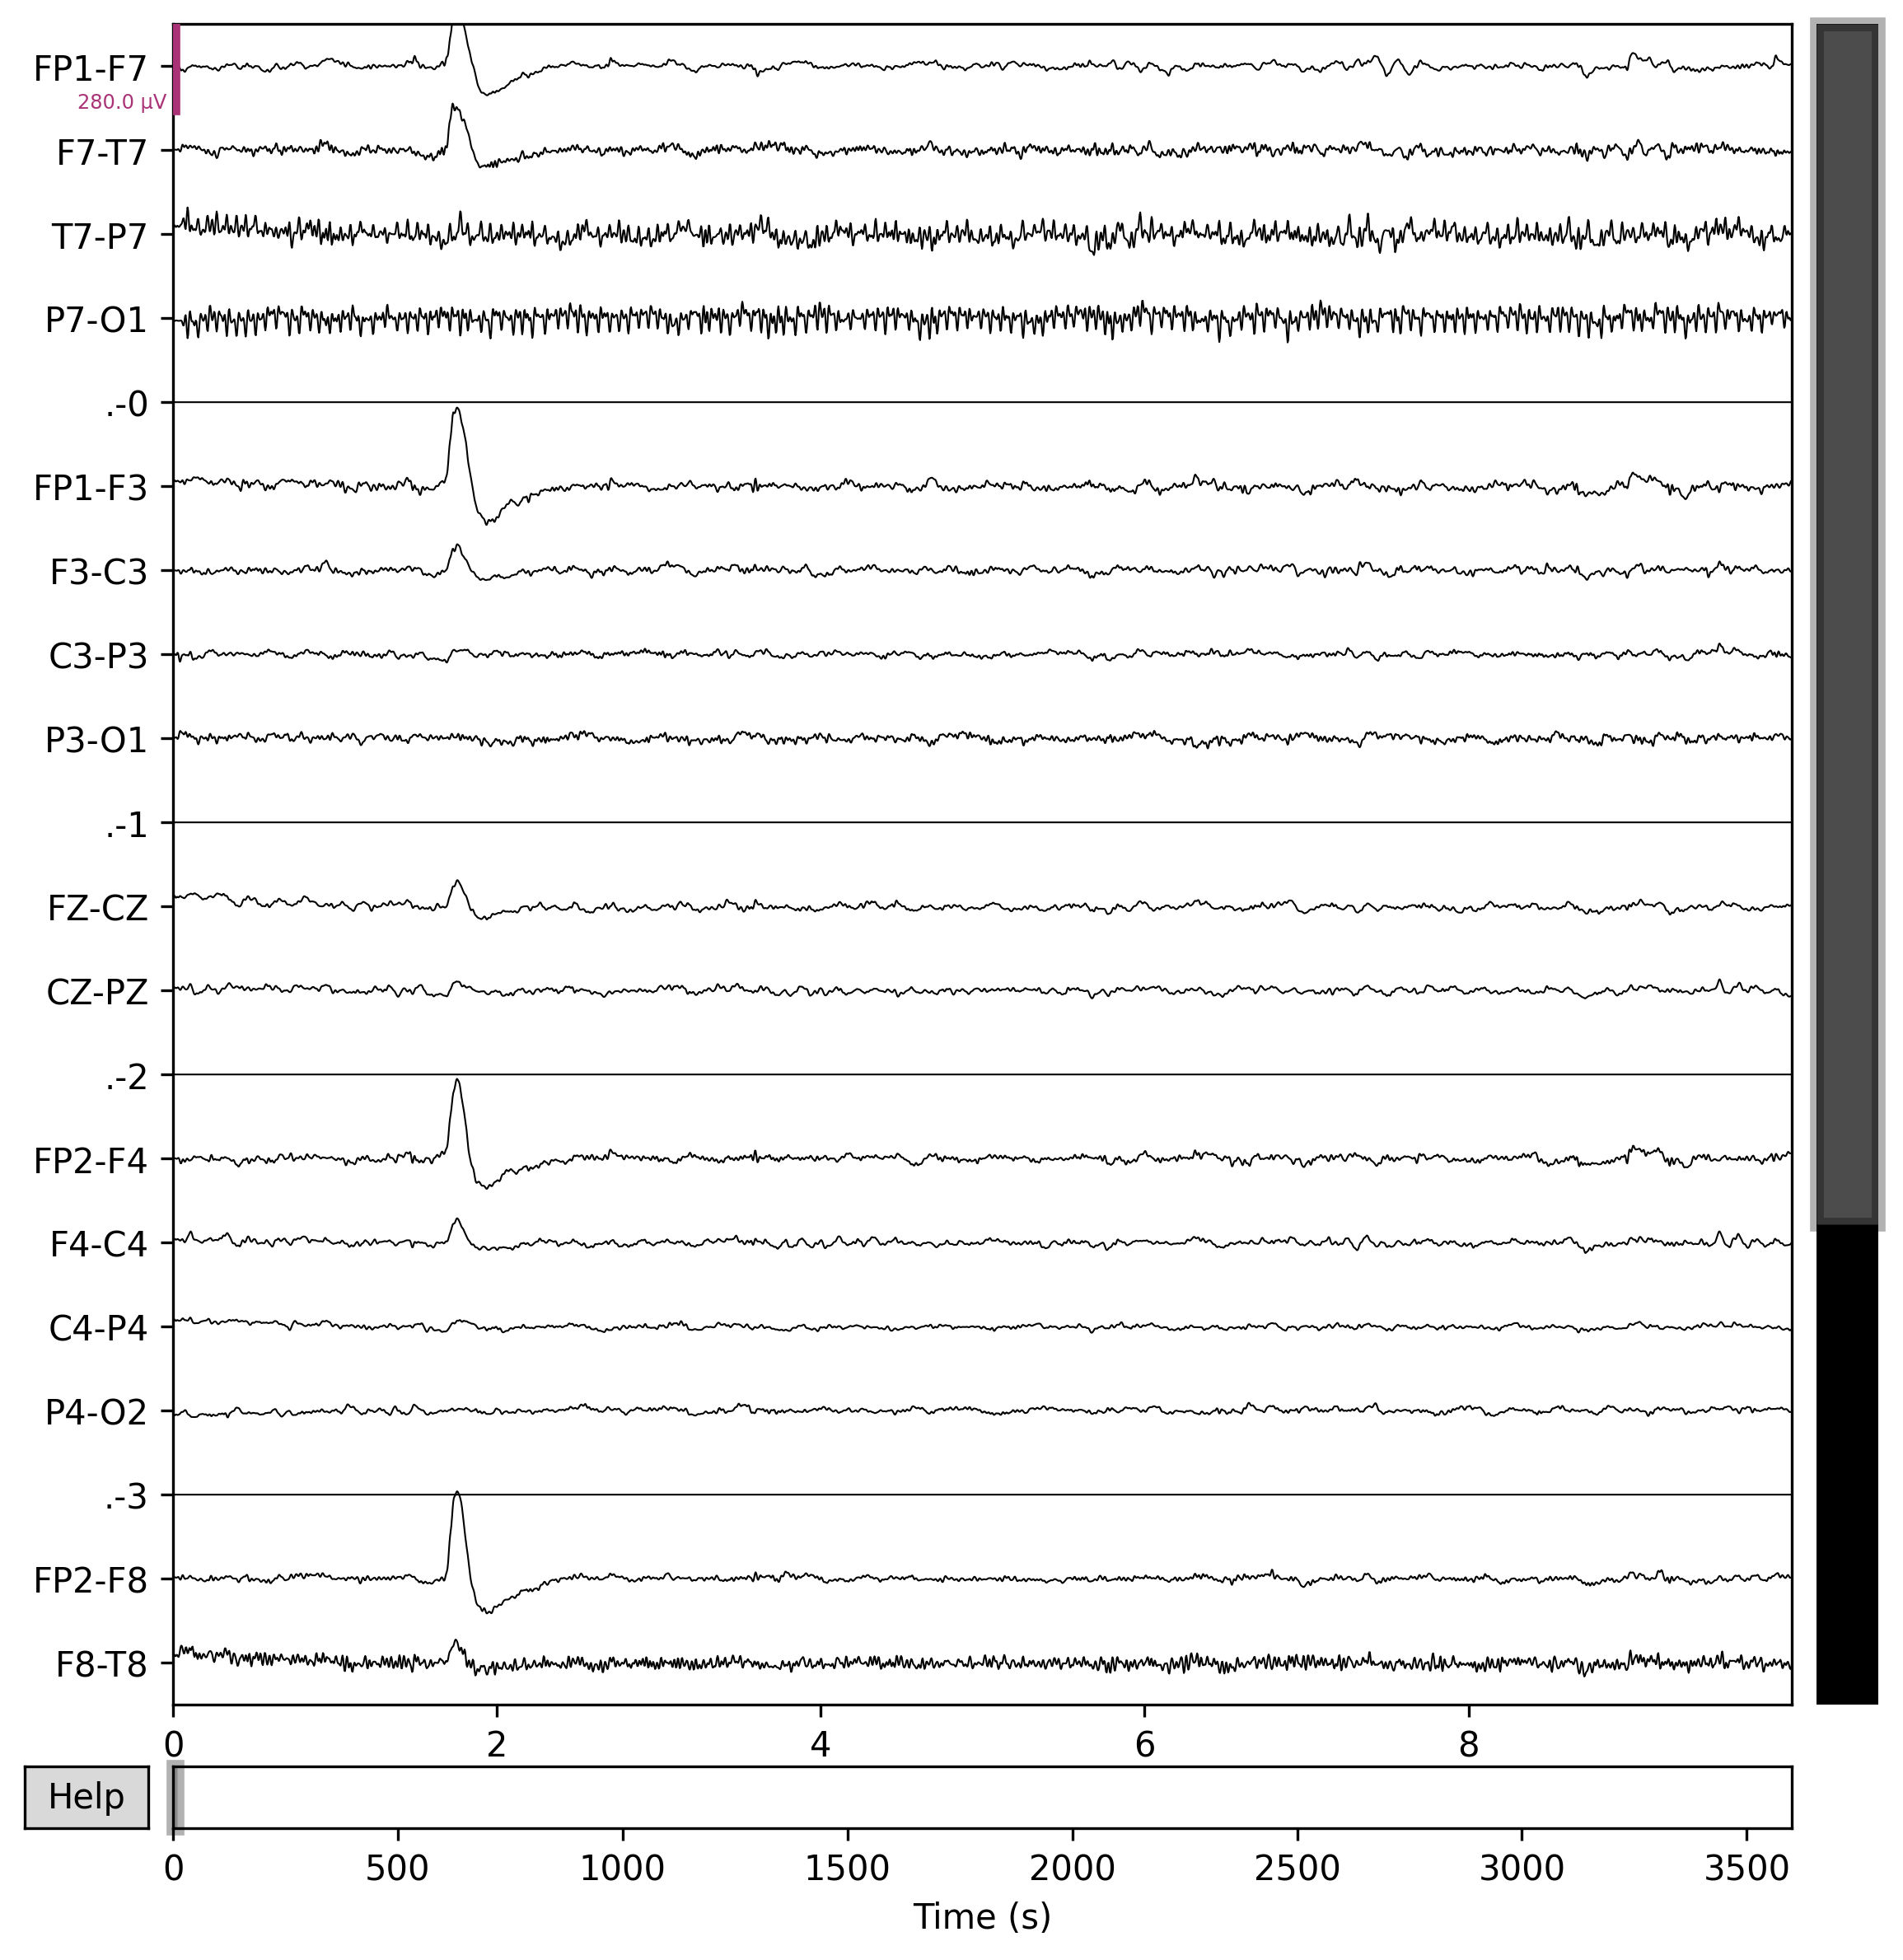 FP1-F7
280.0 µV
F7-T7
T7-P7
P7-O1
.-0
FP1-F3
F3-C3
C3-P3
P3-O1
.-1
FZ-CZ
CZ-PZ
.-2
FP2-F4
F4-C4
C4-P4
P4-O2
.-3
FP2-F8
F8-T8
0 2 4 6 8
Help
0 500 1000 1500 2000 2500 3000 3500
Time (s)